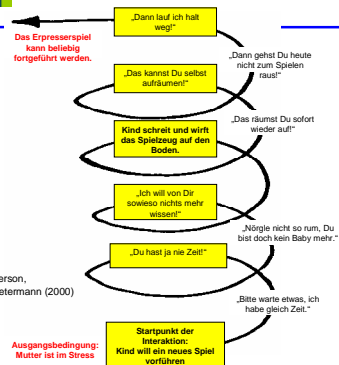 „Dann lauf ich halt
weg!“
Das Erpresserspiel
kann beliebig
fortgeführt werden.
„Dann gehst Du heute
nicht zum Spielen
raus!“
„Das kannst Du selbst
aufräumen!“
„Das räumst Du sofort
wieder auf!“
Kind schreit und wirft
das Spielzeug auf den
Boden.
„Ich will von Dir
sowieso nichts mehr
wissen!“
„Nörgle nicht so rum, Du
bist doch kein Baby mehr.“
„Du hast ja nie Zeit!“
erson,
etermann (2000)
„Bitte warte etwas, ich
habe gleich Zeit.“
Ausgangsbedingung:
Mutter ist im Stress
Startpunkt der
Interaktion:
Kind will ein neues Spiel
vorführen